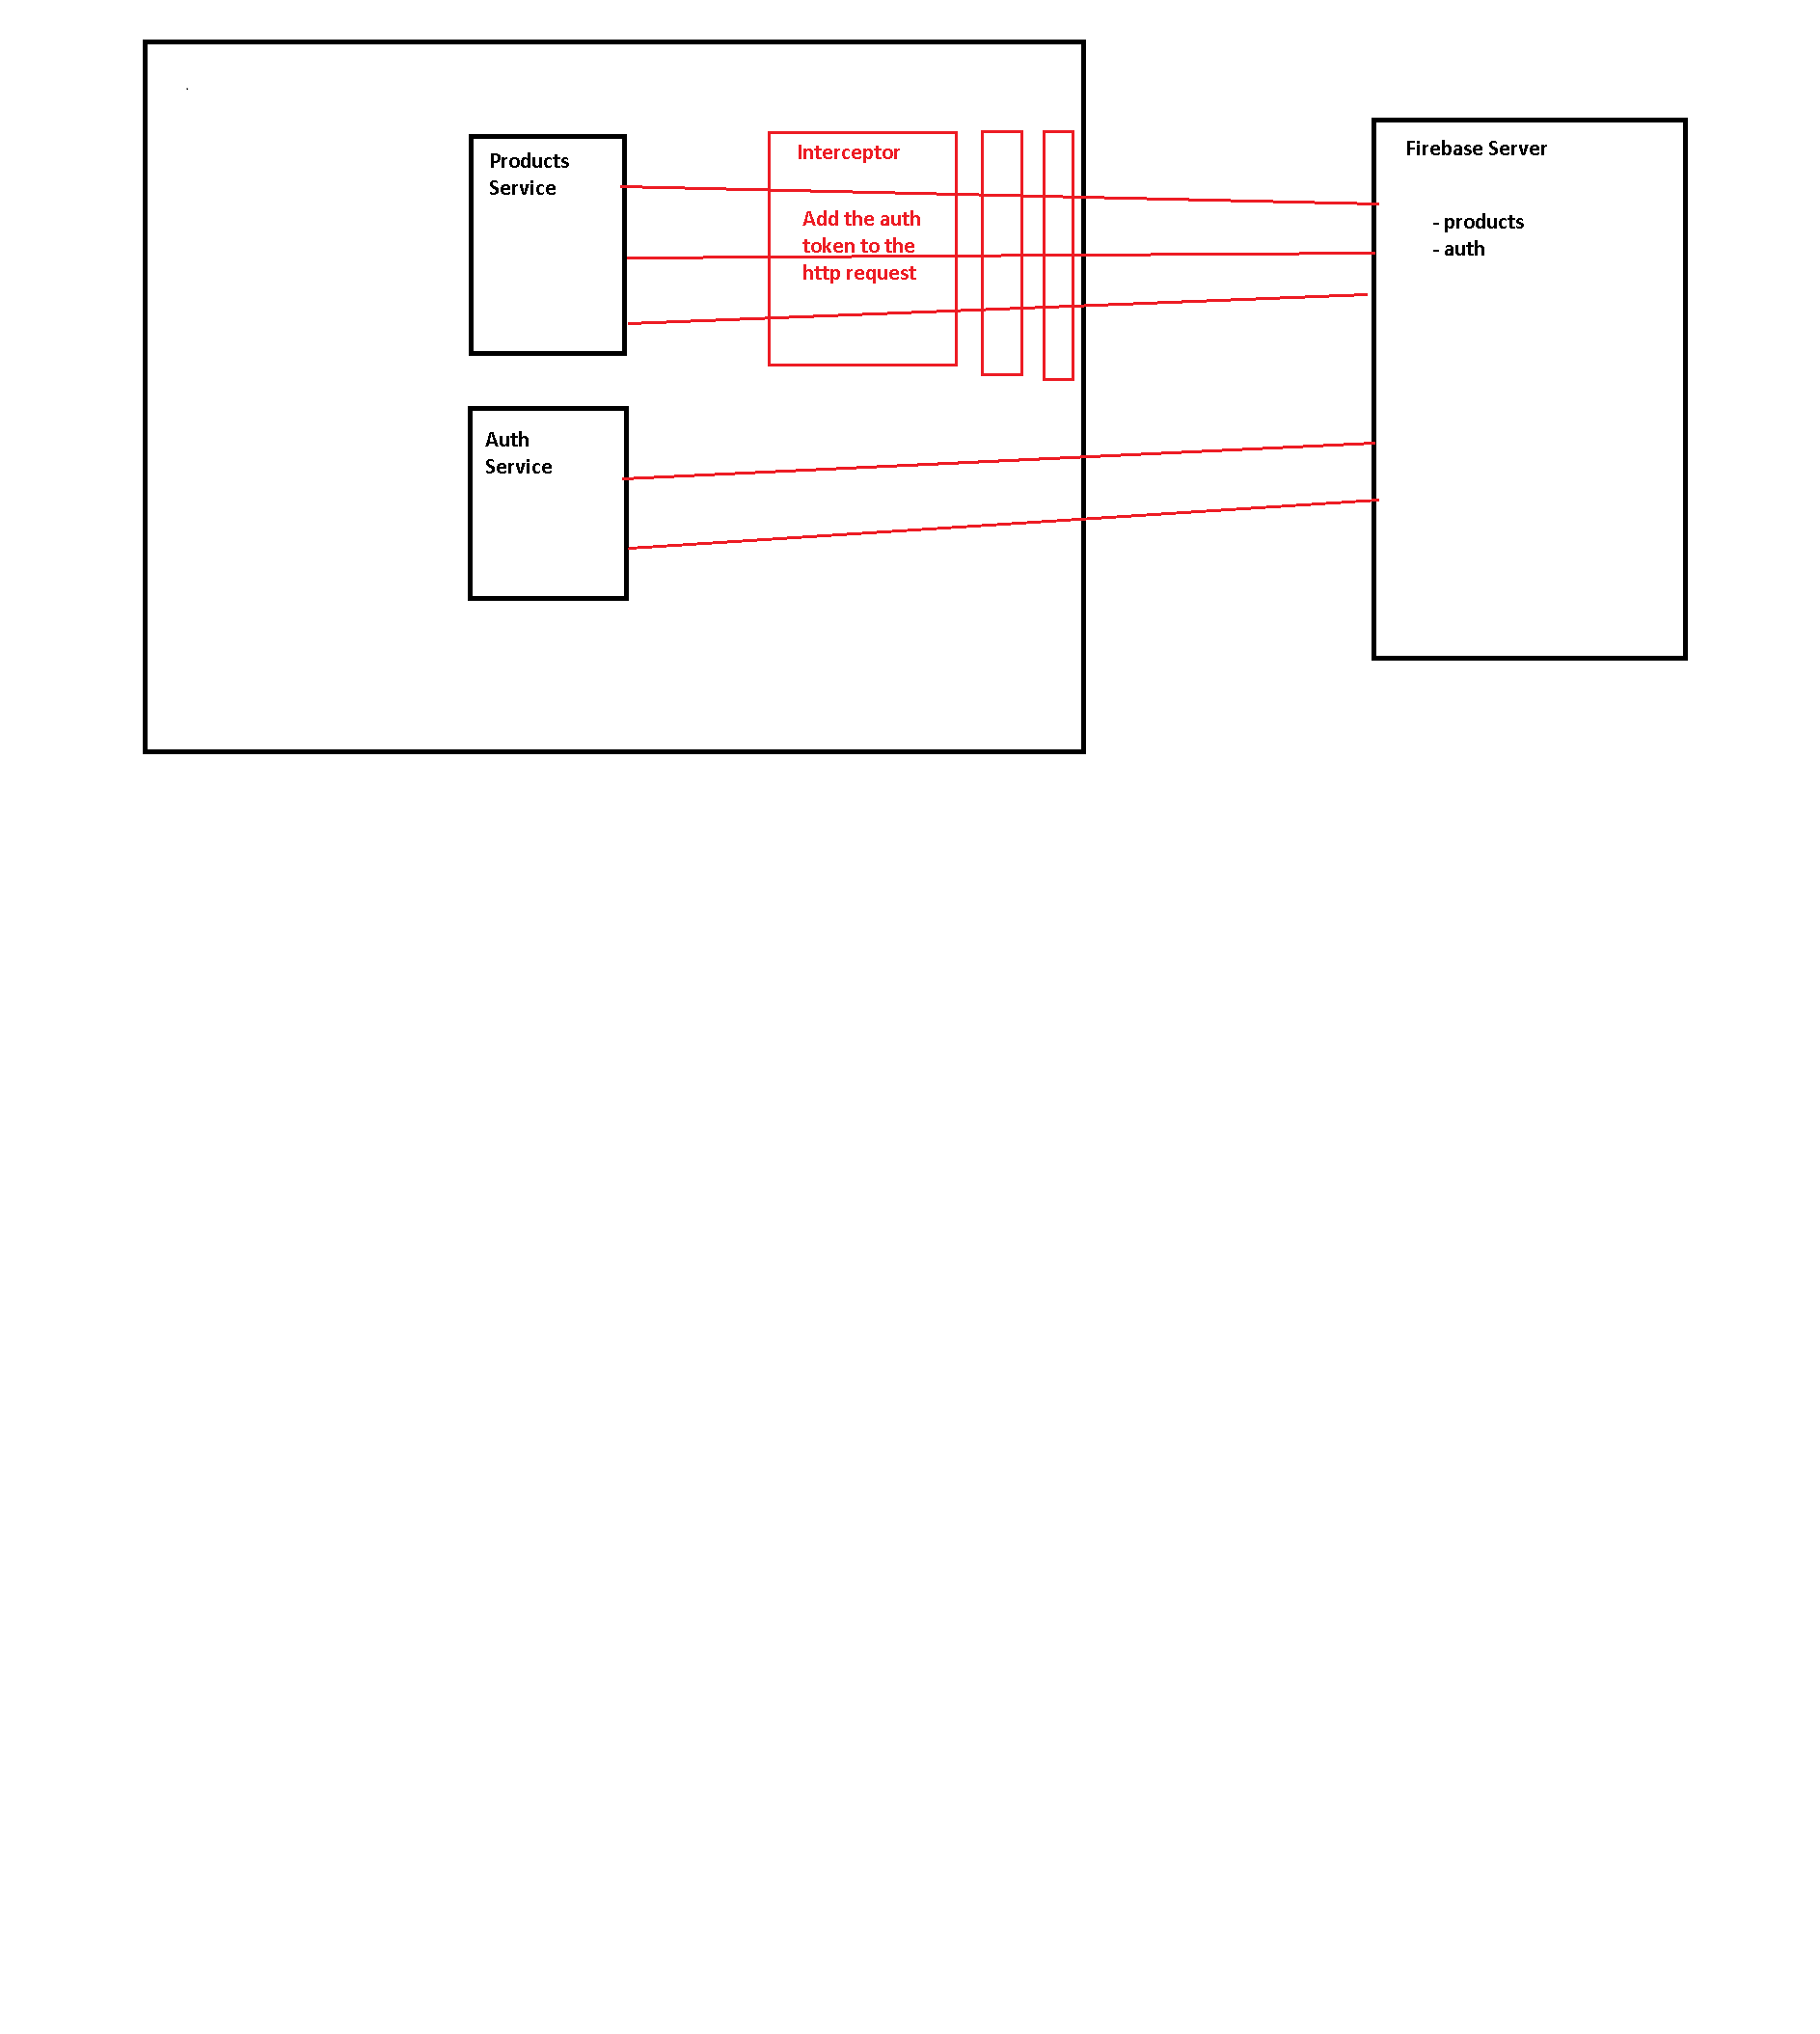 Products
Service
Interceptor
Add the auth
token to the
http request
Auth
Service
Firebase Server
- products
- auth